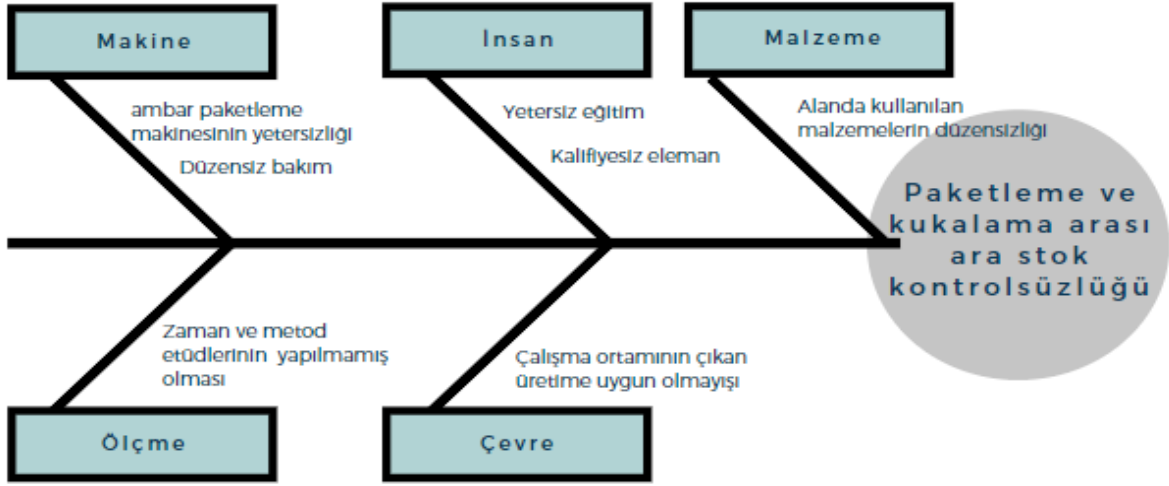 Makine
İnsan
Malzeme
ambar paketleme
makinesinin yetersizliği
Düzensiz bakım
Yetersiz eğitim
Kalifiyesiz eleman
Alanda kullanılan
malzemelerin düzensizliği
Paketleme ve
kukalama arası
ara stok
kontrolsüzlüğü
Zaman ve metod
etüdlerinin yapılmamış
olması
Çalışma ortamının çıkan
üretime uygun olmayışı
Ölçme
Çevre